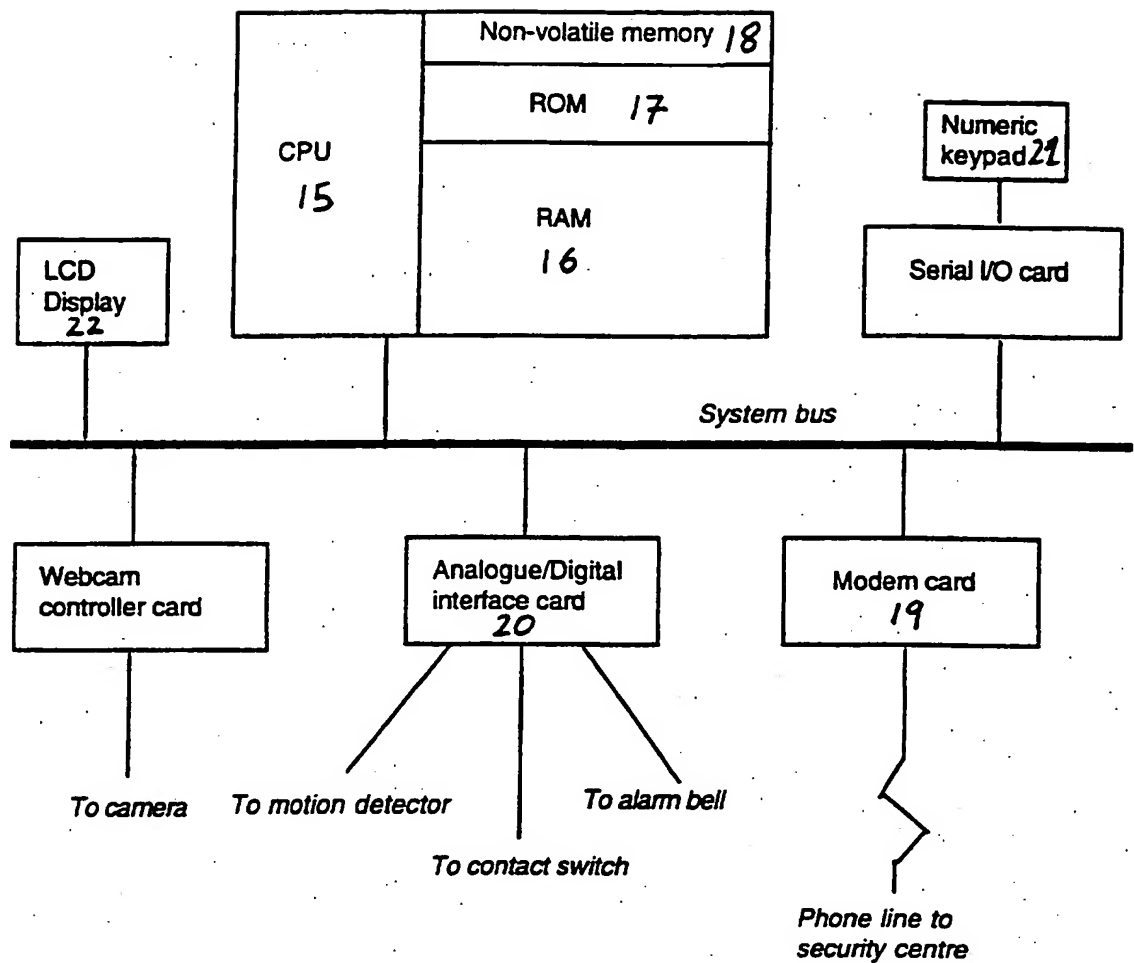 Non-volatile memory 18
ROM 17
CPU
15
RAM
16
Numeric
keypad 21
LCD
Display
22
Serial I/O card
System bus
Webcam
controller card
Analogue/Digital
interface card
20
Modem card
19
To camera
To motion detector
To alarm bell
To contact switch
Phone line to
security centre